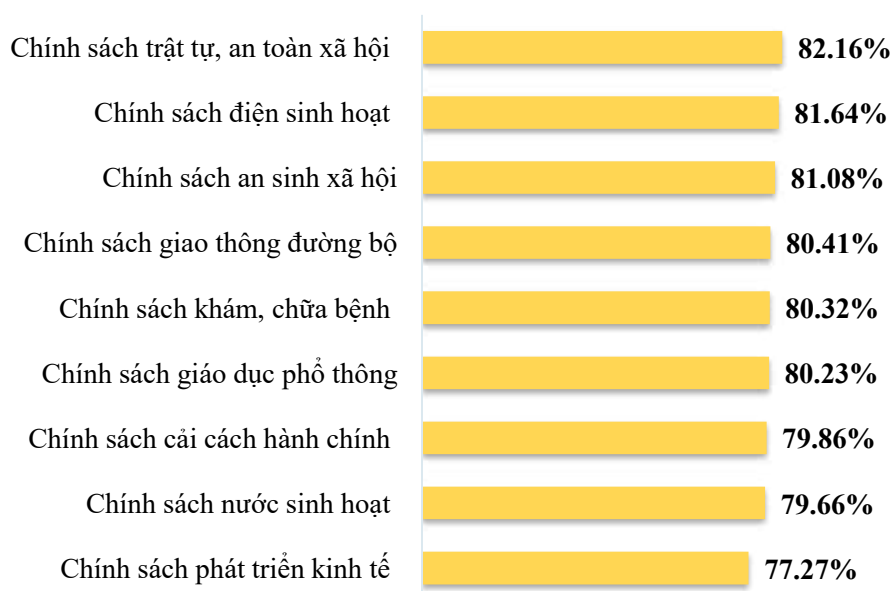 Chính sách trật tự, an toàn xã hội 82.16%
Chính sách điện sinh hoạt 81.64%
Chính sách an sinh xã hội 81.08%
Chính sách giao thông đường bộ 80.41%
Chính sách khám, chữa bệnh 80.32%
Chính sách giáo dục phổ thông 80.23%
Chính sách cải cách hành chính 79.86%
Chính sách nước sinh hoạt 79.66%
Chính sách phát triển kinh tế 77.27%